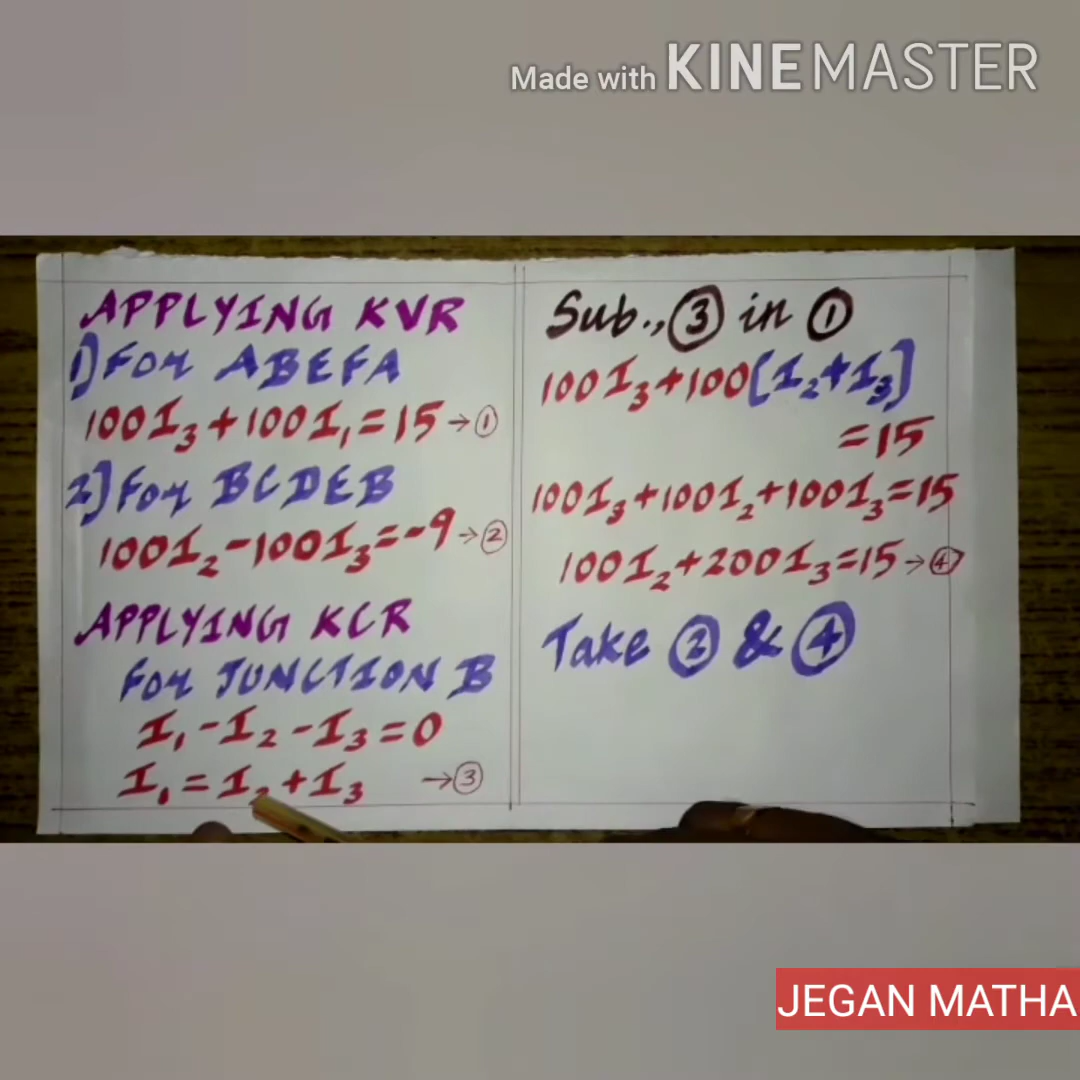 Made with KINEMASTER
APPLYING KVR
1) FOR ABEFA
100I₃ + 100I₁ = 15 → ①
2) FOR BCDEB
100I₂ - 100I₃ = -9 → ②
APPLYING KCR
FOR JUNCTION B
I₁ - I₂ - I₃ = 0
I₁ = I₂ + I₃ → ③
Sub., ③ in ①
100I₃ + 100[I₂ + I₃]
= 15
100I₃ + 100I₂ + 100I₃ = 15
100I₂ + 200I₃ = 15 → ④
Take ② & ④
JEGAN MATHA